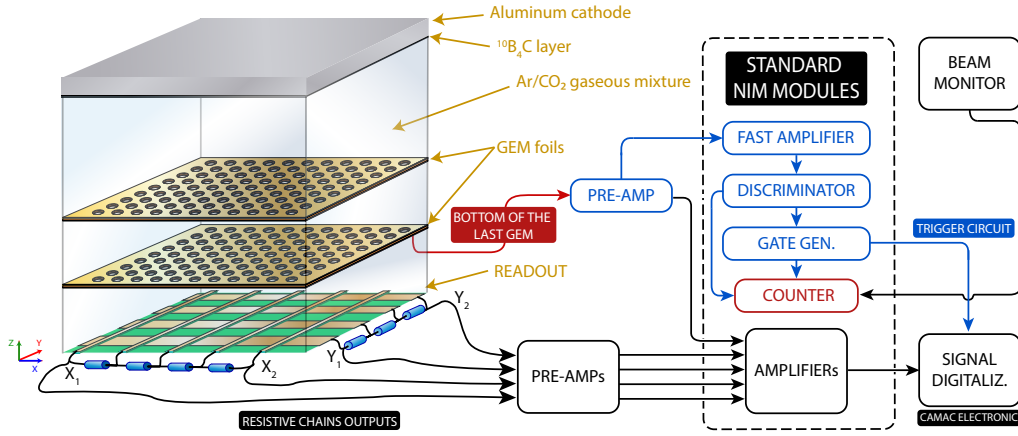 Aluminum cathode
¹⁰B₄C layer
Ar/CO₂ gaseous mixture
GEM foils
BOTTOM OF THE
LAST GEM
READOUT
Z
Y
X
X₁
X₂
Y₁
Y₂
RESISTIVE CHAINS OUTPUTS
PRE-AMP
PRE-AMPs
STANDARD
NIM MODULES
FAST AMPLIFIER
DISCRIMINATOR
GATE GEN.
COUNTER
AMPLIFIERs
BEAM
MONITOR
TRIGGER CIRCUIT
SIGNAL
DIGITALIZ.
CAMAC ELECTRONIC